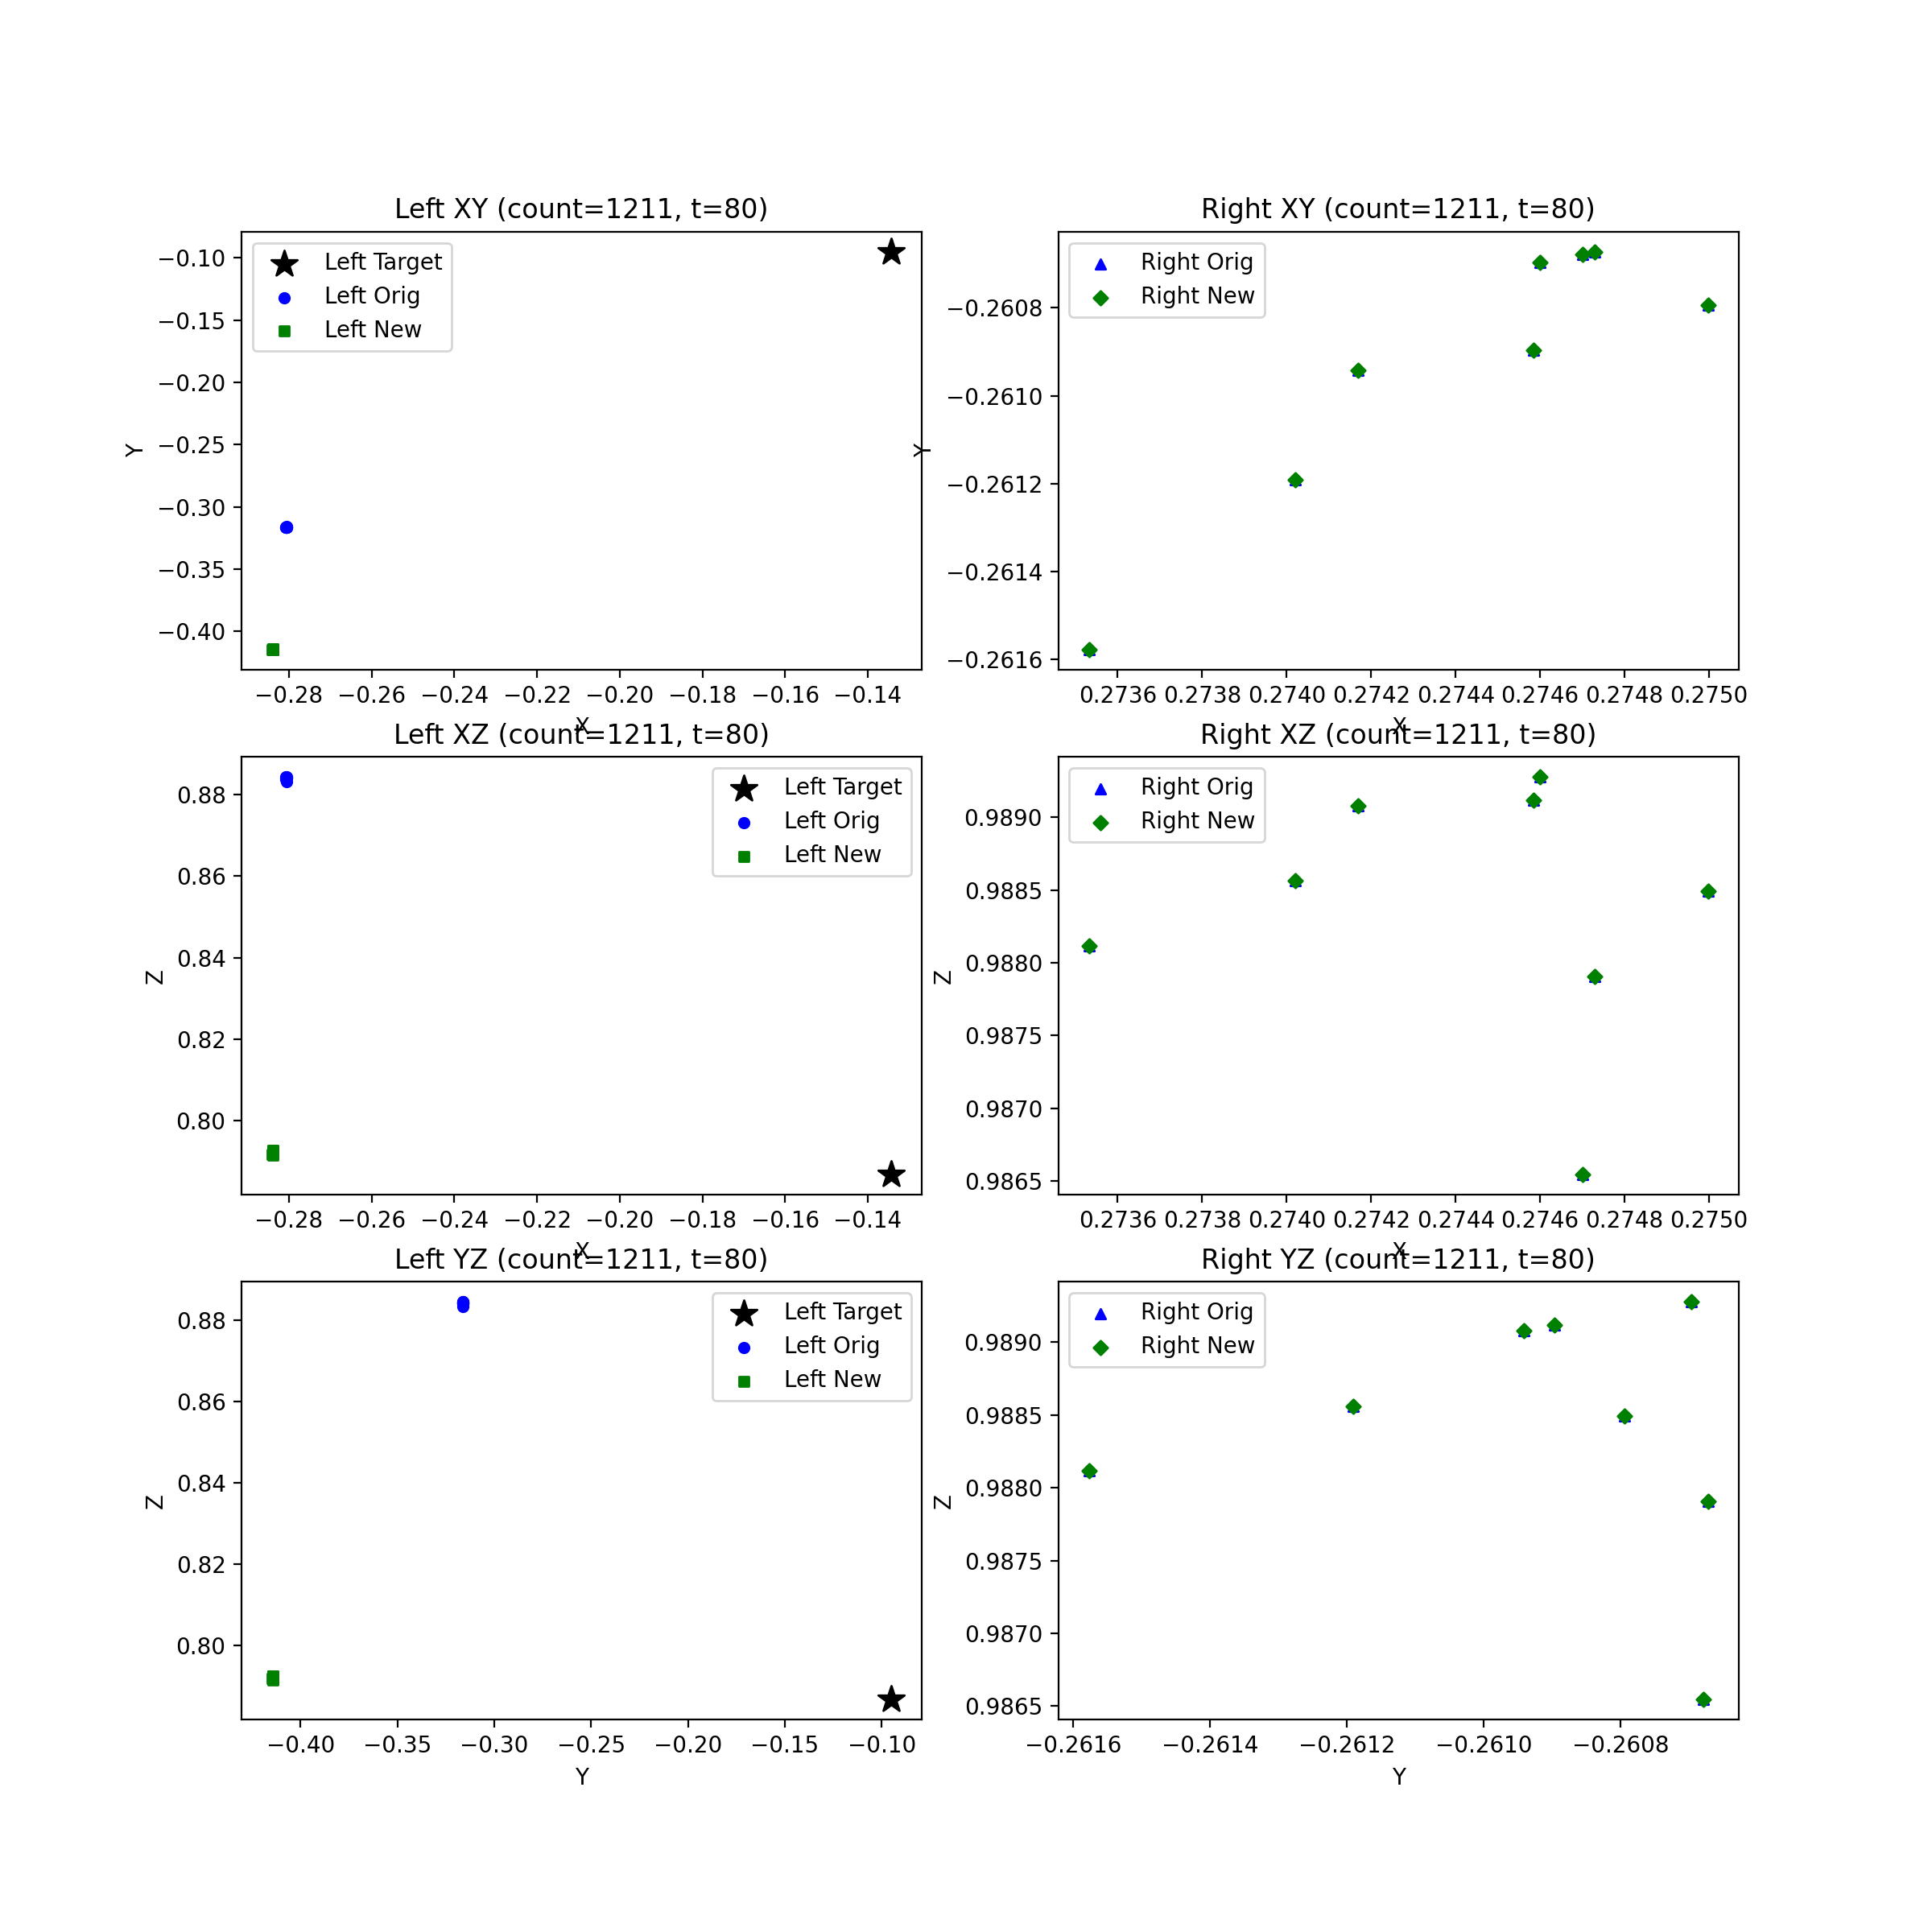 Left XY (count=1211, t=80)
Left Target
Left Orig
Left New
−0.10
−0.15
−0.20
−0.25
−0.30
−0.35
−0.40
Y
−0.28 −0.26 −0.24 −0.22 −0.20 −0.18 −0.16 −0.14
X
Right XY (count=1211, t=80)
Right Orig
Right New
−0.2608
−0.2610
−0.2612
−0.2614
−0.2616
Y
0.2736 0.2738 0.2740 0.2742 0.2744 0.2746 0.2748 0.2750
X
Left XZ (count=1211, t=80)
Left Target
Left Orig
Left New
0.88
0.86
0.84
0.82
0.80
Z
−0.28 −0.26 −0.24 −0.22 −0.20 −0.18 −0.16 −0.14
X
Right XZ (count=1211, t=80)
Right Orig
Right New
0.9890
0.9885
0.9880
0.9875
0.9870
0.9865
Z
0.2736 0.2738 0.2740 0.2742 0.2744 0.2746 0.2748 0.2750
X
Left YZ (count=1211, t=80)
Left Target
Left Orig
Left New
0.88
0.86
0.84
0.82
0.80
Z
−0.40 −0.35 −0.30 −0.25 −0.20 −0.15 −0.10
Y
Right YZ (count=1211, t=80)
Right Orig
Right New
0.9890
0.9885
0.9880
0.9875
0.9870
0.9865
Z
−0.2616 −0.2614 −0.2612 −0.2610 −0.2608
Y